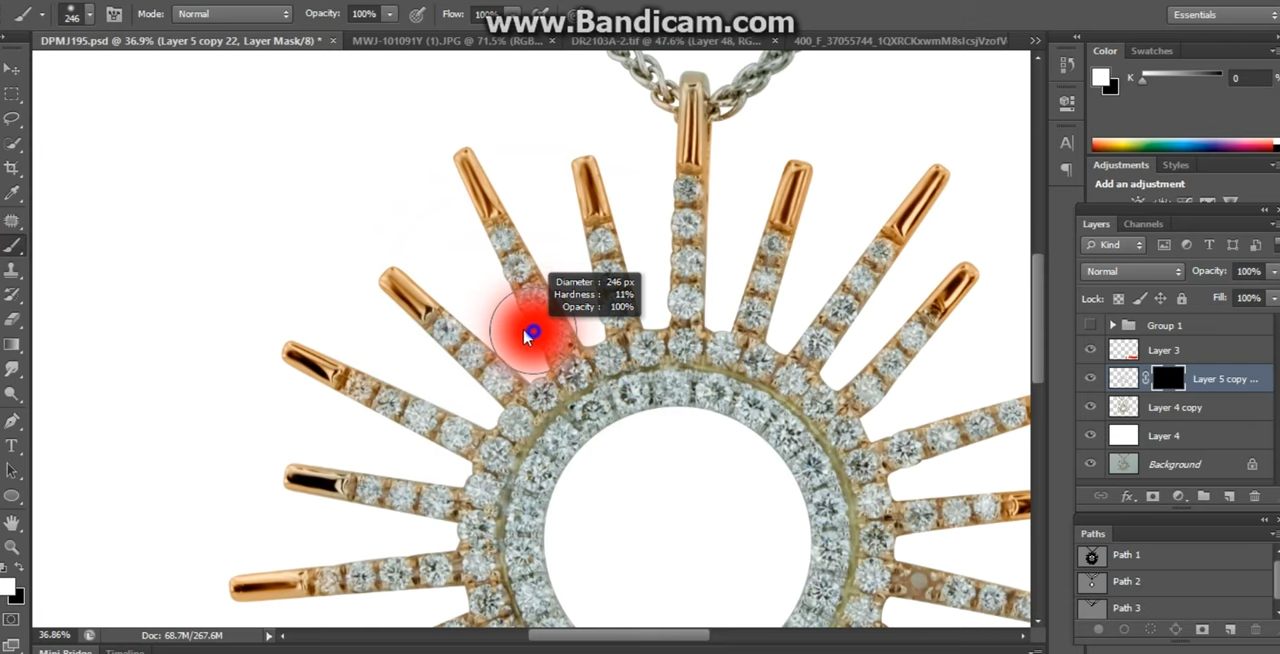 246
Mode: Normal
Opacity: 100%
Flow: 100%
www.Bandicam.com
Essentials
DPMJ195.psd @ 36.9% (Layer 5 copy 22, Layer Mask/8) * ×
MWJ-101091Y (1).JPG @ 71.5% (RGB... ×
DR2103A-2.tif @ 47.6% (Layer 48, RG... ×
Color Swatches
K 0 %
Adjustments Styles
Add an adjustment
Layers Channels
Kind
Normal Opacity: 100%
Lock: Fill: 100%
Group 1
Layer 3
Layer 5 copy ...
Layer 4 copy
Layer 4
Background
Paths
Path 1
Path 2
Path 3
Diameter : 246 px
Hardness : 11%
Opacity : 100%
36.86% Doc: 68.7M/267.6M
Mini Bridge Timeline